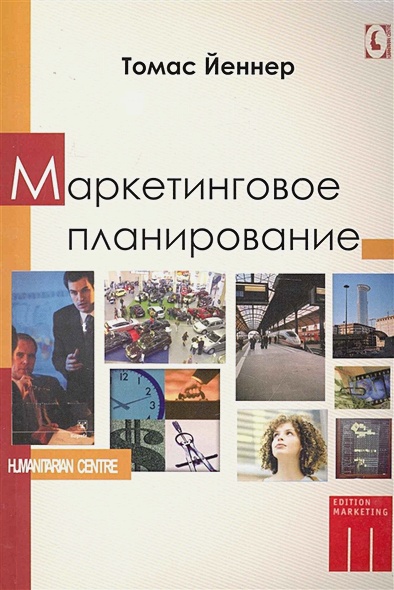 Томас Йеннер
Маркетинговое
планирование
HUMANITARIAN CENTRE
EDITION
MARKETING